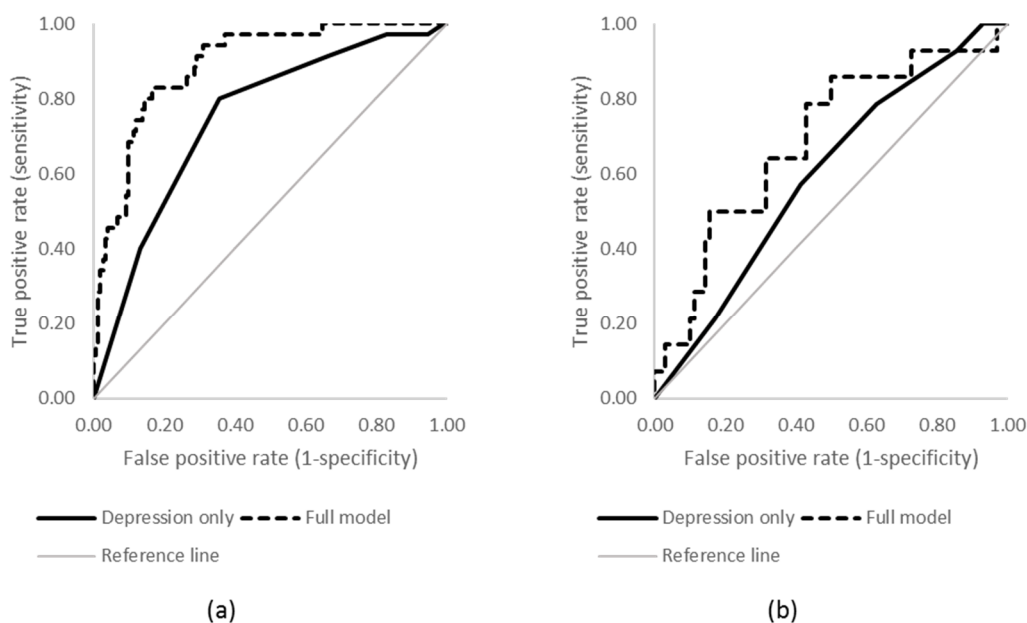 1.00
0.80
0.60
0.40
0.20
0.00
True positive rate (sensitivity)
0.00 0.20 0.40 0.60 0.80 1.00
False positive rate (1-specificity)
Depression only Full model
Reference line
(a)
1.00
0.80
0.60
0.40
0.20
0.00
True positive rate (sensitivity)
0.00 0.20 0.40 0.60 0.80 1.00
False positive rate (1-specificity)
Depression only Full model
Reference line
(b)